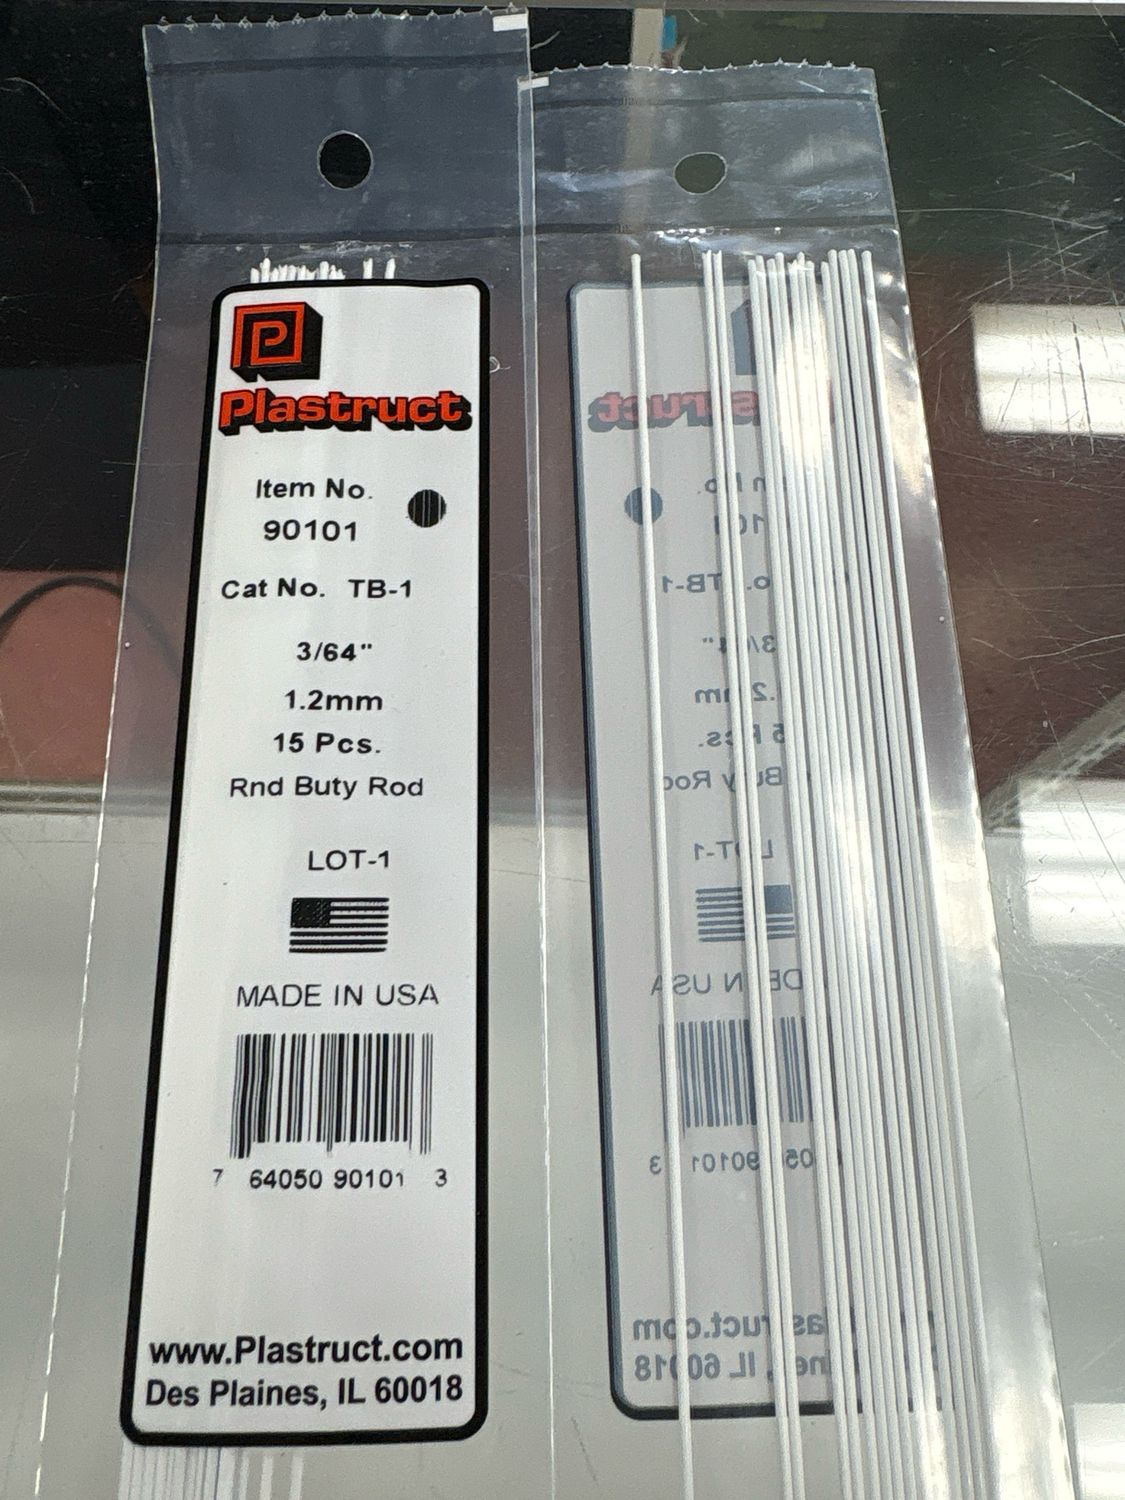 P
Plastruct
Item No.
90101
Cat No. TB-1
3/64"
1.2mm
15 Pcs.
Rnd Buty Rod
LOT-1
MADE IN USA
7 64050 90101 3
www.Plastruct.com
Des Plaines, IL 60018